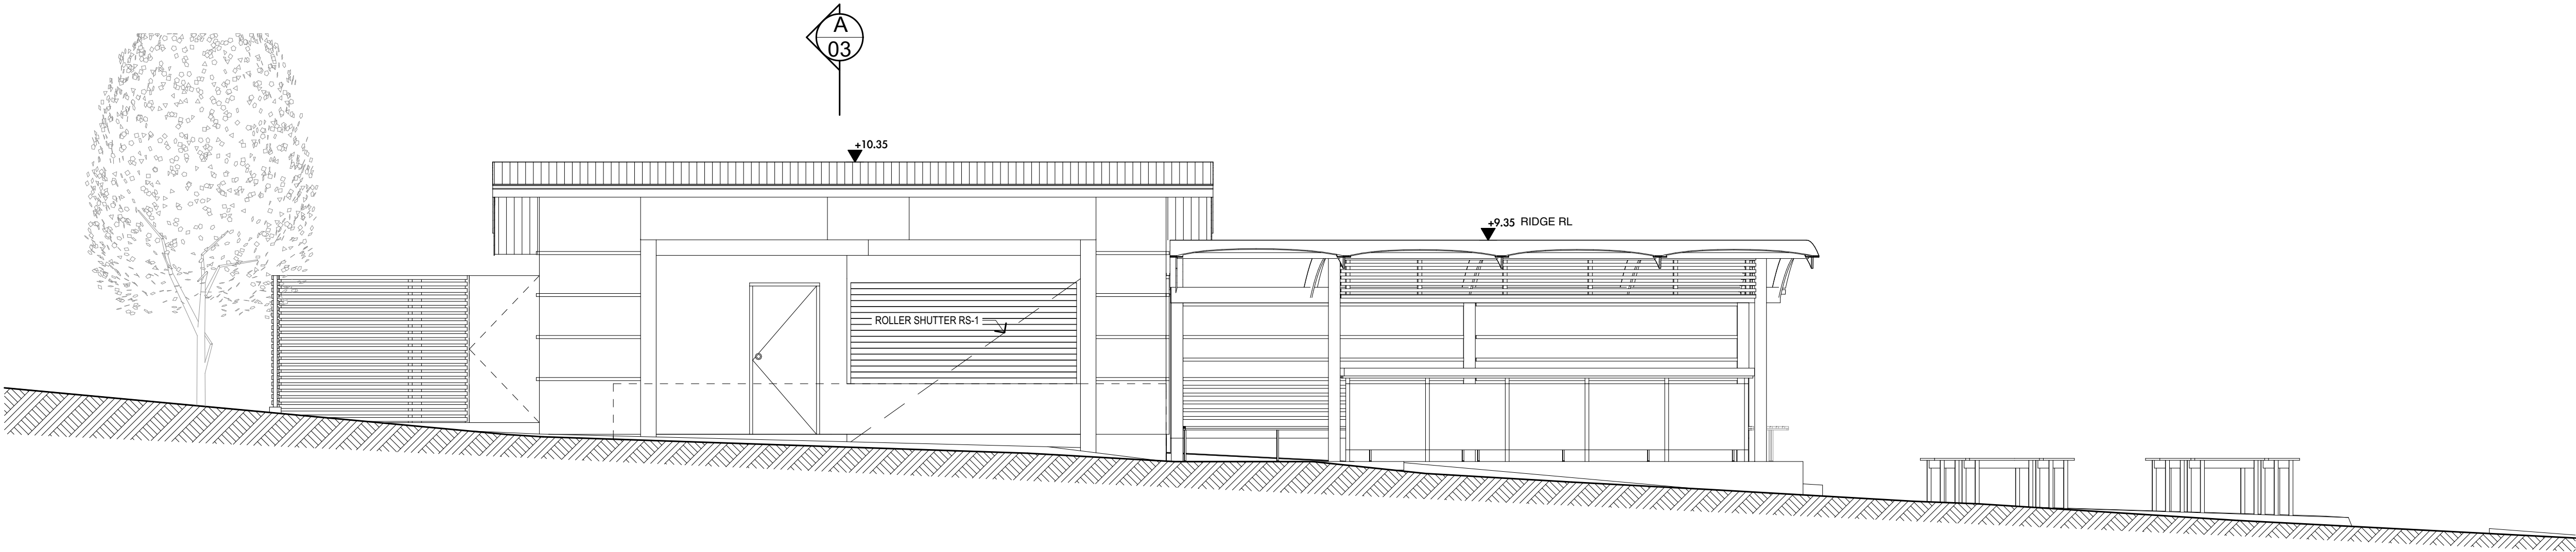 A
03
+10.35
+9.35 RIDGE RL
ROLLER SHUTTER RS-1